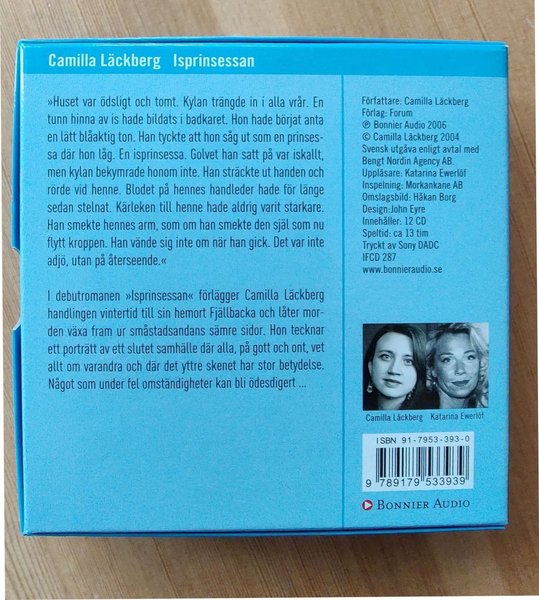 Camilla Läckberg Isprinsessan
»Huset var ödsligt och tomt. Kylan trängde in i alla vrår. En
tunn hinna av is hade bildats i badkaret. Hon hade börjat anta
en lätt blåaktig ton. Han tyckte att hon såg ut som en prinses-
sa där hon låg. En isprinsessa. Golvet han satt på var iskallt,
men kylan bekymrade honom inte. Han sträckte ut handen och
rörde vid henne. Blodet på hennes handleder hade för länge
sedan stelnat. Kärleken till henne hade aldrig varit starkare.
Han smekte hennes arm, som om han smekte den själ som nu
flytt kroppen. Han vände sig inte om när han gick. Det var inte
adjö, utan på återseende.«
I debutromanen »Isprinsessan« förlägger Camilla Läckberg
handlingen vintertid till sin hemort Fjällbacka och låter mor-
den växa fram ur småstadsandans sämre sidor. Hon tecknar
ett porträtt av ett slutet samhälle där alla, på gott och ont, vet
allt om varandra och där det yttre skenet har stor betydelse.
Något som under fel omständigheter kan bli ödesdigert ...
Författare: Camilla Läckberg
Förlag: Forum
℗ Bonnier Audio 2006
© Camilla Läckberg 2004
Svensk utgåva enligt avtal med
Bengt Nordin Agency AB.
Uppläsare: Katarina Ewerlöf
Inspelning: Morkankane AB
Omslagsbild: Håkan Borg
Design:John Eyre
Innehåller: 12 CD
Speltid: ca 13 tim
Tryckt av Sony DADC
IFCD 287
www.bonnieraudio.se
Camilla Läckberg Katarina Ewerlöf
ISBN 91-7953-393-0
9 789179 533939
BONNIER AUDIO